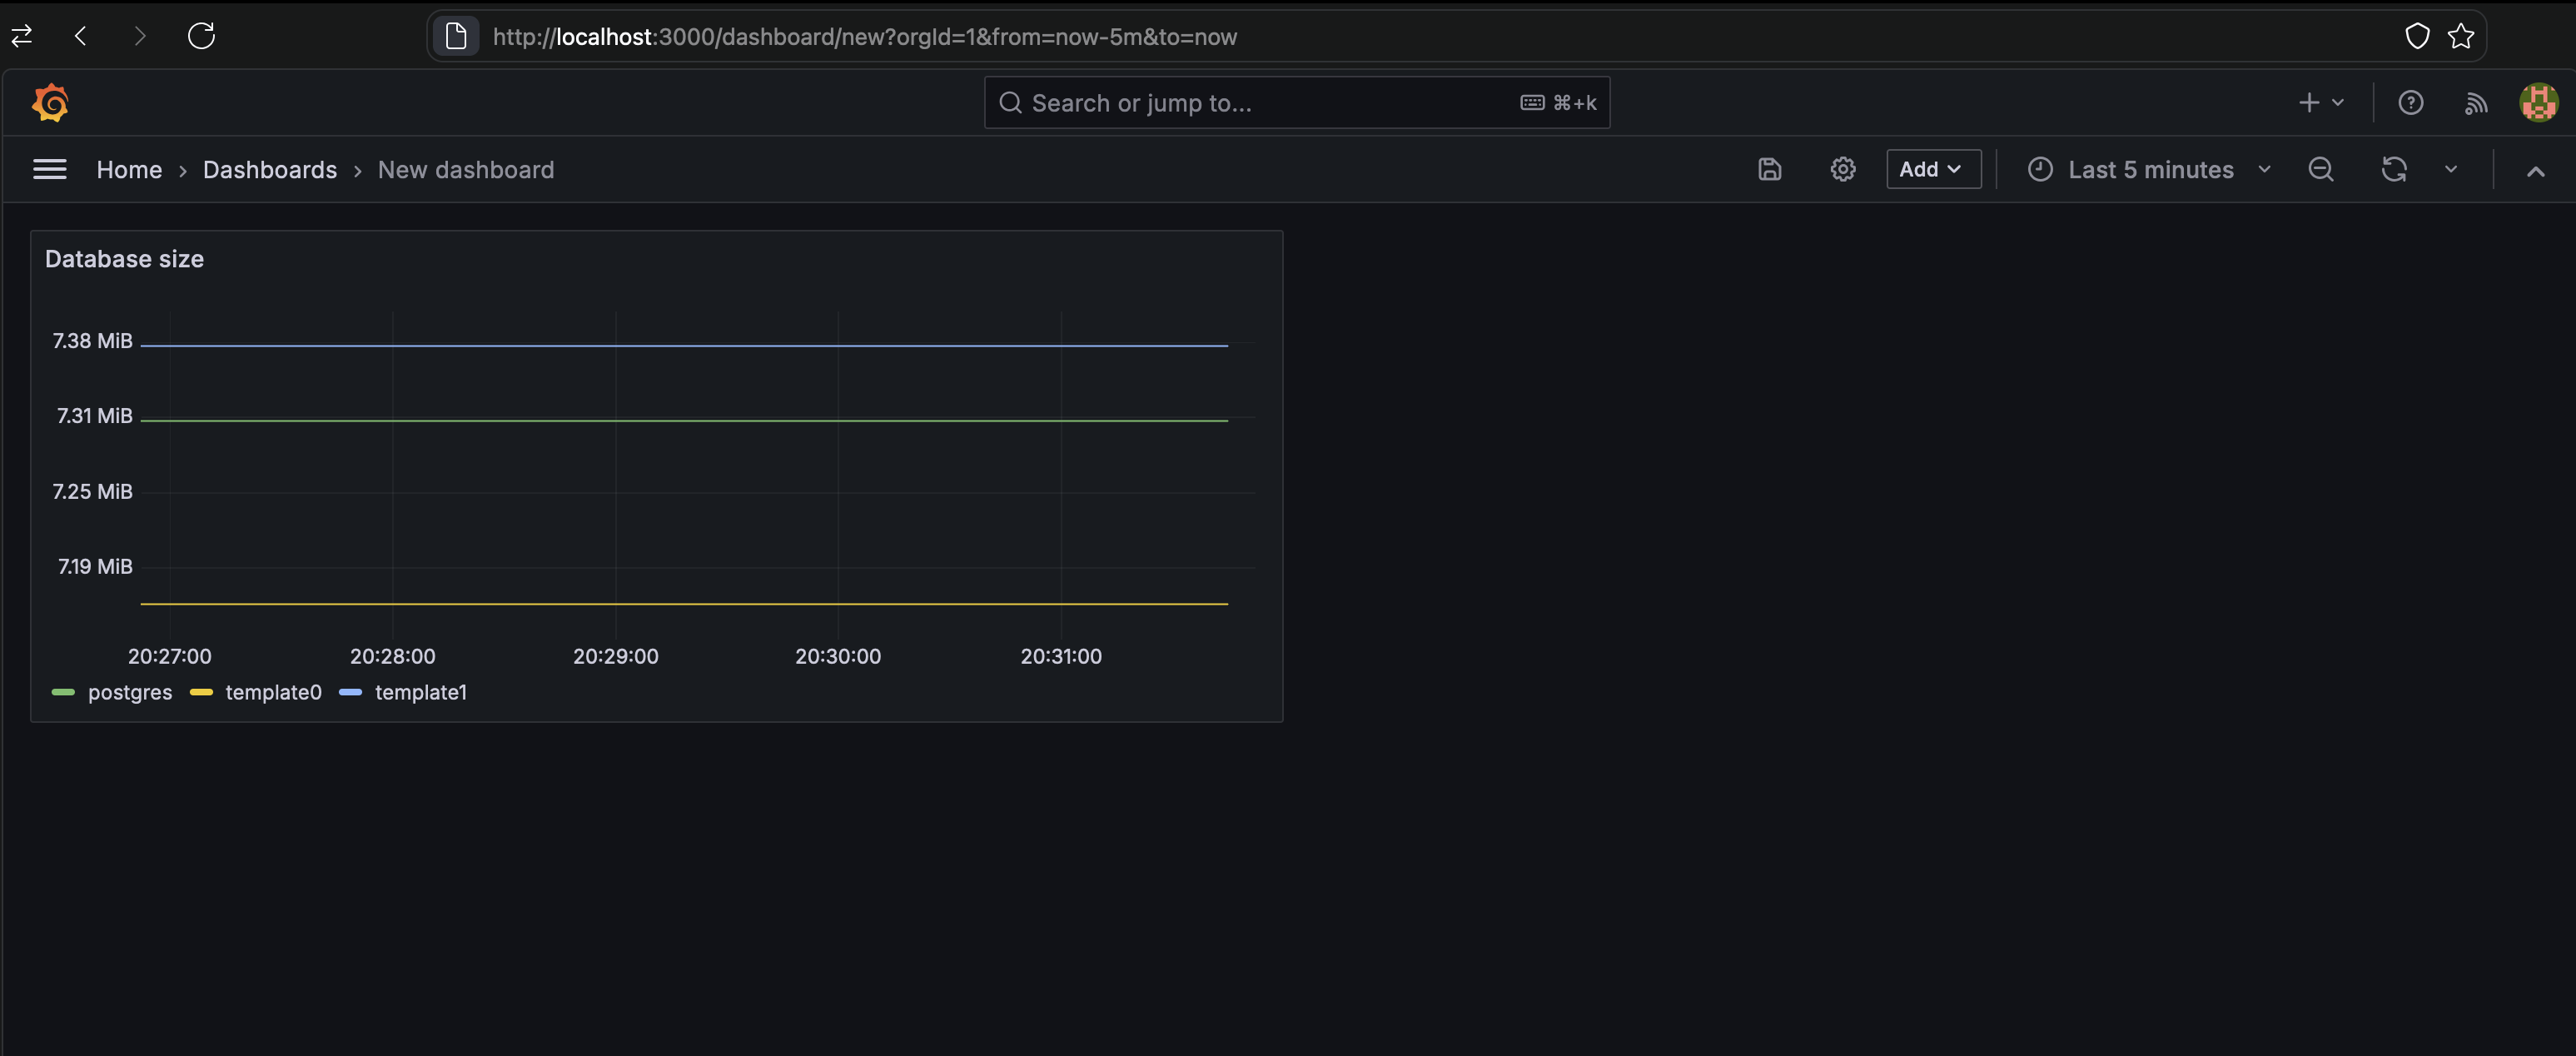 http://localhost:3000/dashboard/new?orgId=1&from=now-5m&to=now
Search or jump to... ⌘+k
Home › Dashboards › New dashboard Add Last 5 minutes
Database size
7.38 MiB
7.31 MiB
7.25 MiB
7.19 MiB
20:27:00 20:28:00 20:29:00 20:30:00 20:31:00
postgres template0 template1